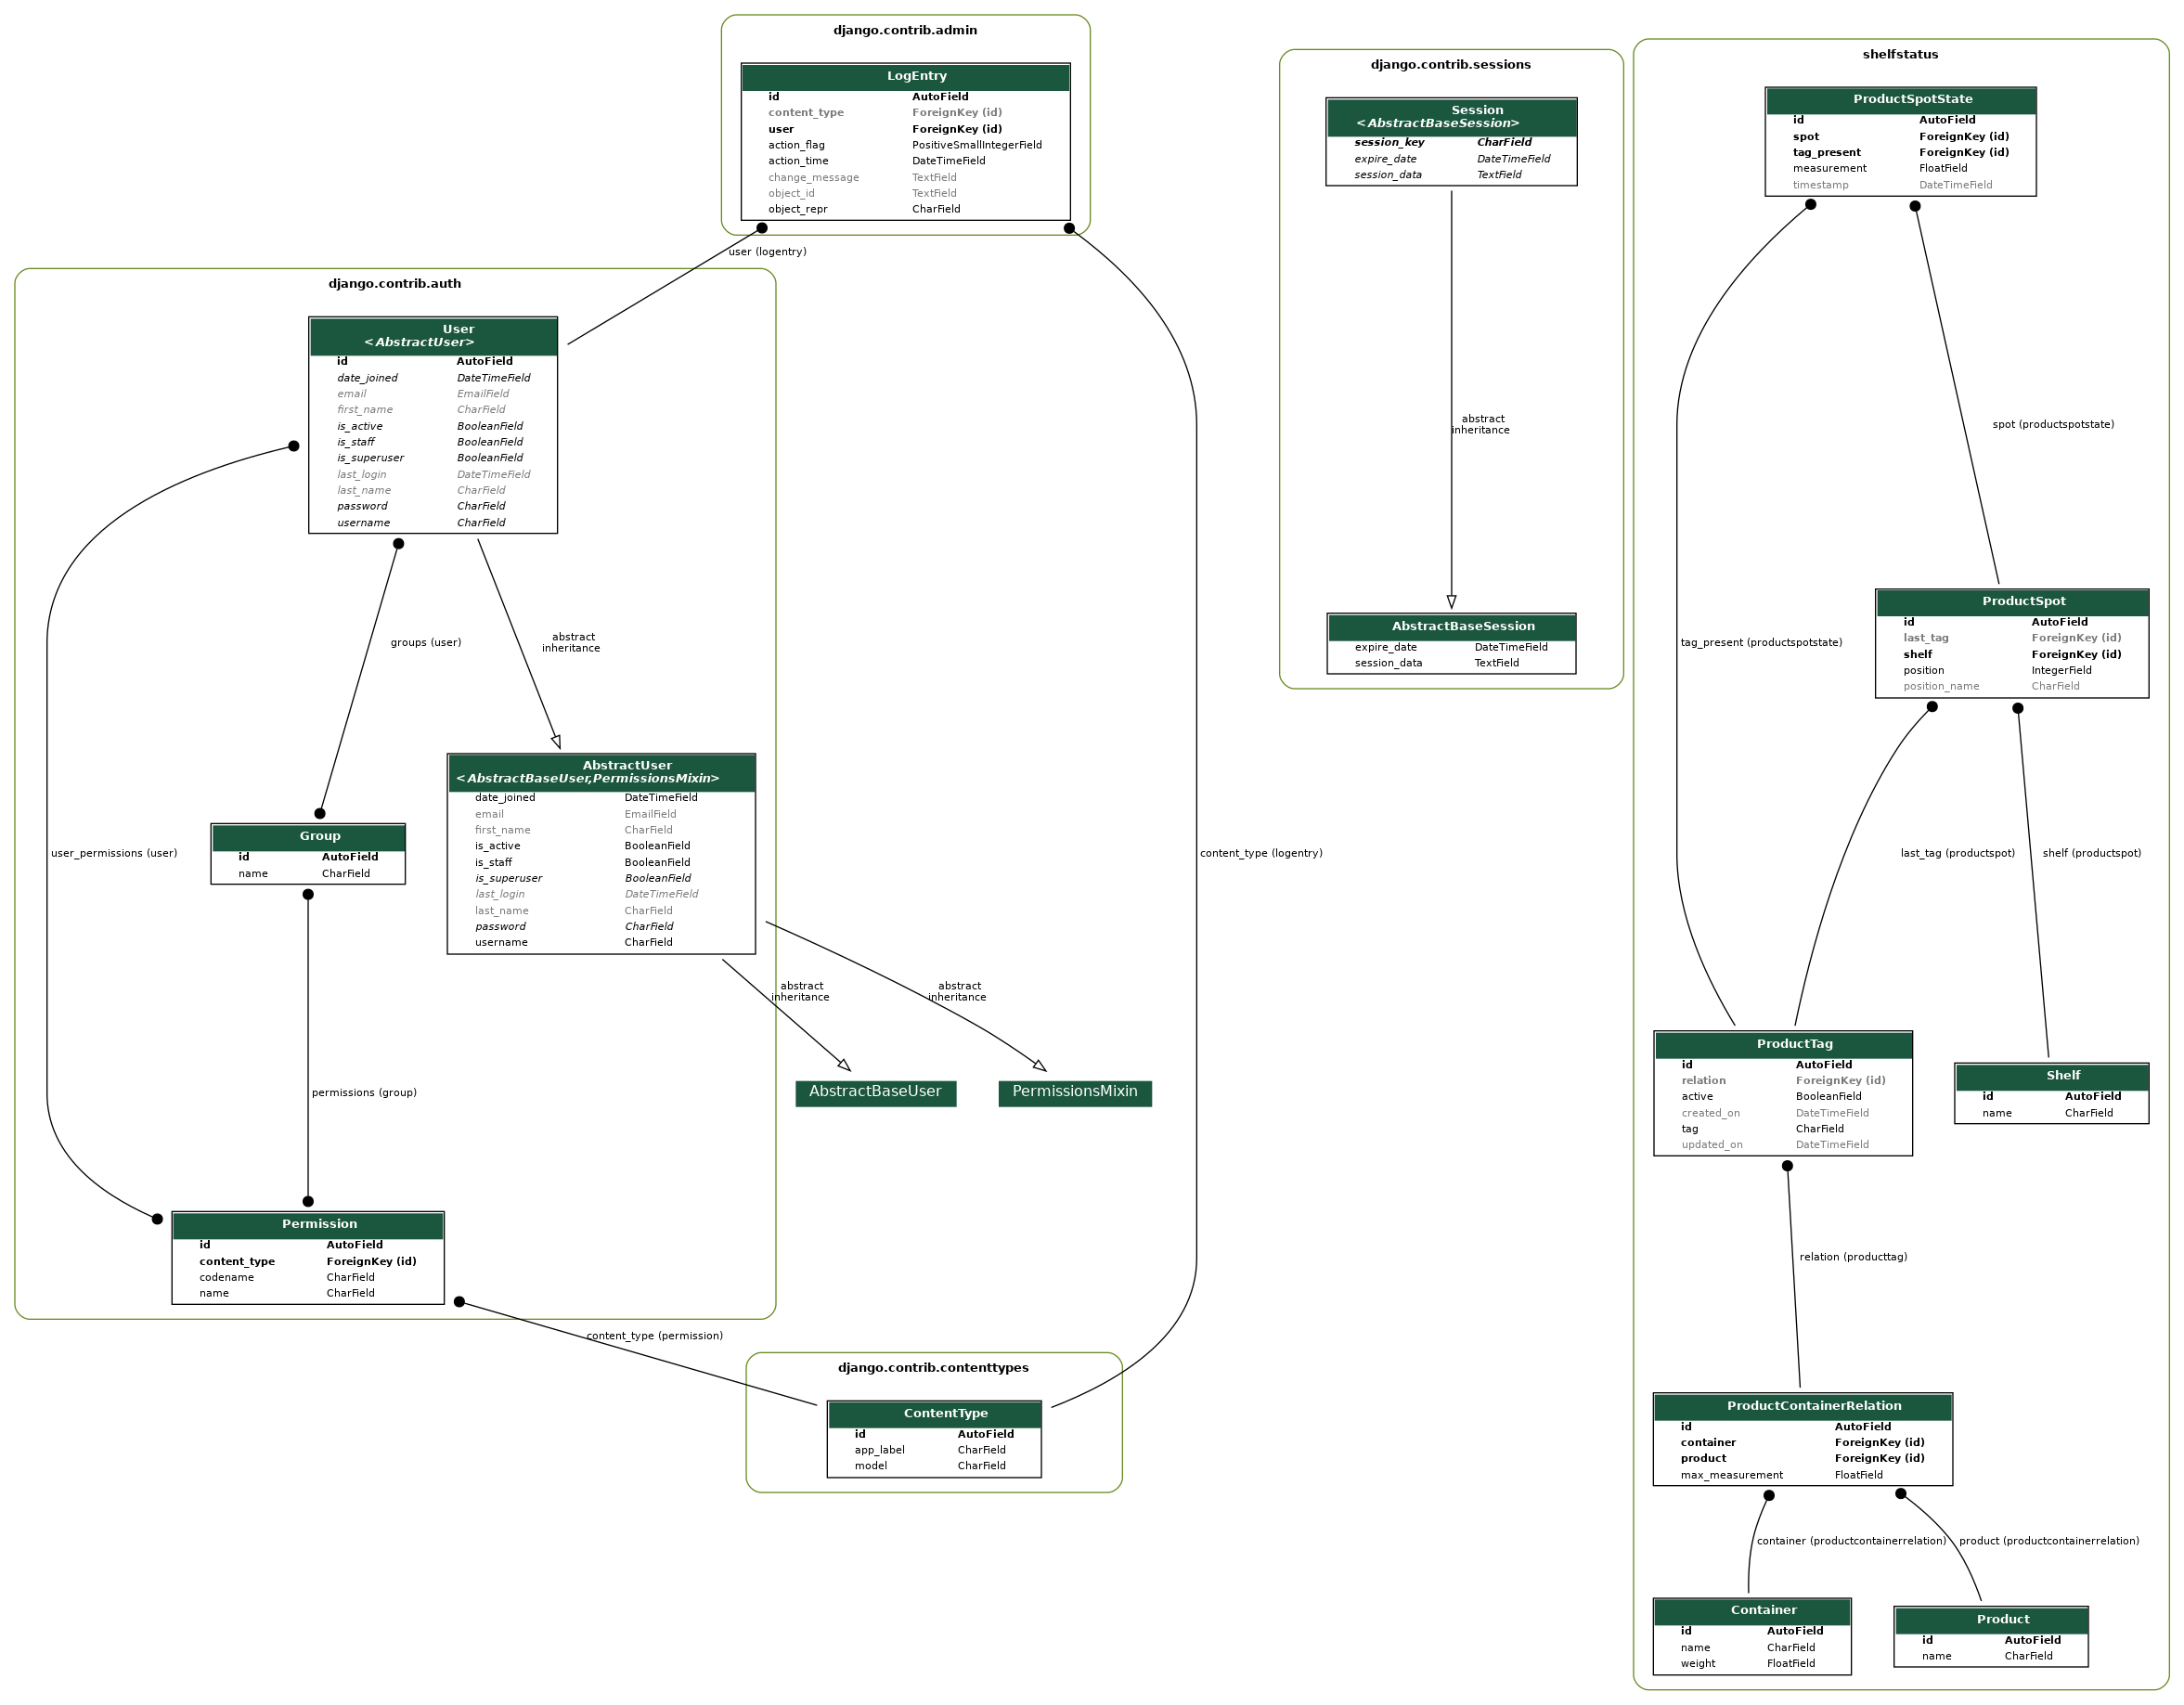 django.contrib.admin
LogEntry
id AutoField
content_type ForeignKey (id)
user ForeignKey (id)
action_flag PositiveSmallIntegerField
action_time DateTimeField
change_message TextField
object_id TextField
object_repr CharField
user (logentry)
content_type (logentry)
django.contrib.auth
User
<AbstractUser>
id AutoField
date_joined DateTimeField
email EmailField
first_name CharField
is_active BooleanField
is_staff BooleanField
is_superuser BooleanField
last_login DateTimeField
last_name CharField
password CharField
username CharField
groups (user)
abstract
inheritance
user_permissions (user)
AbstractUser
<AbstractBaseUser,PermissionsMixin>
date_joined DateTimeField
email EmailField
first_name CharField
is_active BooleanField
is_staff BooleanField
is_superuser BooleanField
last_login DateTimeField
last_name CharField
password CharField
username CharField
Group
id AutoField
name CharField
abstract
inheritance
abstract
inheritance
AbstractBaseUser
PermissionsMixin
permissions (group)
Permission
id AutoField
content_type ForeignKey (id)
codename CharField
name CharField
content_type (permission)
django.contrib.contenttypes
ContentType
id AutoField
app_label CharField
model CharField
django.contrib.sessions
Session
<AbstractBaseSession>
session_key CharField
expire_date DateTimeField
session_data TextField
abstract
inheritance
AbstractBaseSession
expire_date DateTimeField
session_data TextField
shelfstatus
ProductSpotState
id AutoField
spot ForeignKey (id)
tag_present ForeignKey (id)
measurement FloatField
timestamp DateTimeField
spot (productspotstate)
tag_present (productspotstate)
ProductSpot
id AutoField
last_tag ForeignKey (id)
shelf ForeignKey (id)
position IntegerField
position_name CharField
last_tag (productspot)
shelf (productspot)
ProductTag
id AutoField
relation ForeignKey (id)
active BooleanField
created_on DateTimeField
tag CharField
updated_on DateTimeField
Shelf
id AutoField
name CharField
relation (producttag)
ProductContainerRelation
id AutoField
container ForeignKey (id)
product ForeignKey (id)
max_measurement FloatField
container (productcontainerrelation)
product (productcontainerrelation)
Container
id AutoField
name CharField
weight FloatField
Product
id AutoField
name CharField